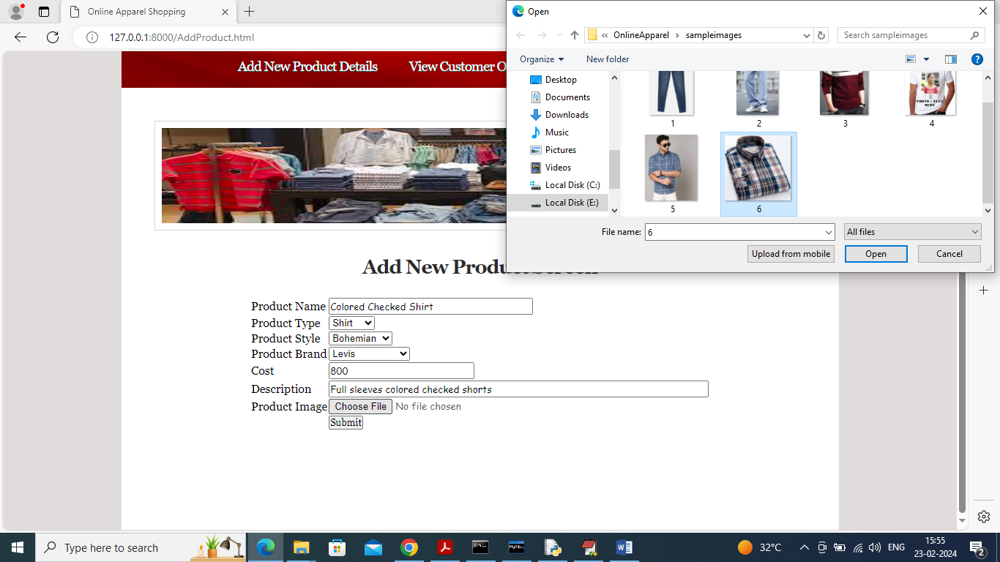 Online Apparel Shopping
127.0.0.1:8000/AddProduct.html
Add New Product Details View Customer O
Open
« OnlineApparel > sampleimages
Search sampleimages
Organize New folder
Desktop
Documents
Downloads
Music
Pictures
Videos
Local Disk (C:)
Local Disk (E:)
1 2 3 4
5 6
File name: 6 All files
Upload from mobile Open Cancel
Add New Product Screen
Product Name Colored Checked Shirt
Product Type Shirt
Product Style Bohemian
Product Brand Levis
Cost 800
Description Full sleeves colored checked shorts
Product Image Choose File No file chosen
Submit
Type here to search
32°C
ENG
15:55
23-02-2024
2